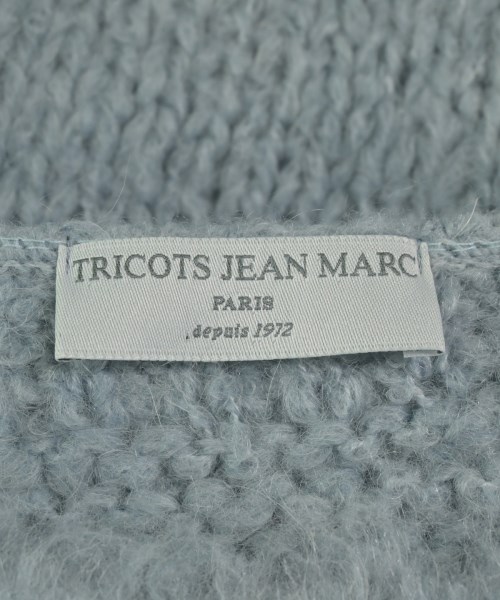 TRICOTS JEAN MARC
PARIS
depuis 1972